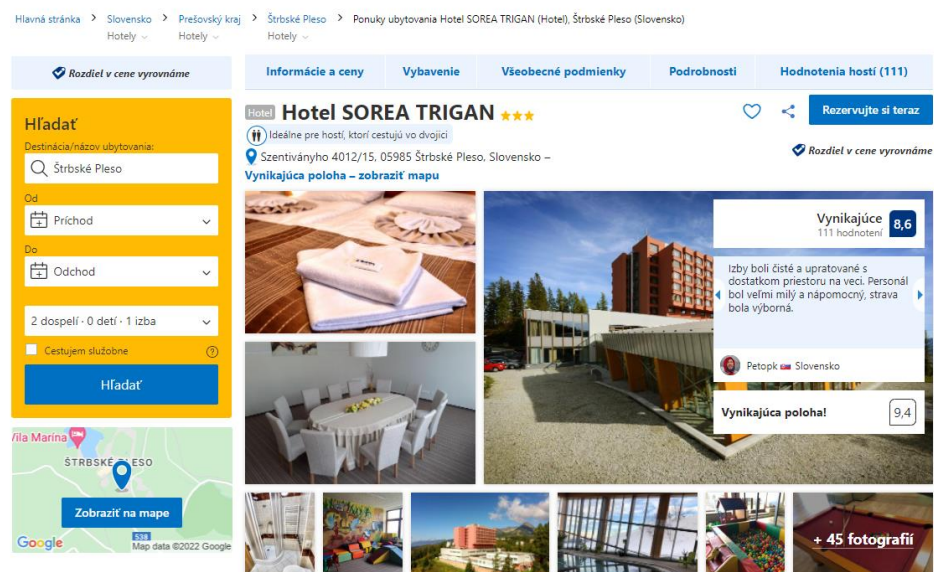 Hlavná stránka > Slovensko > Prešovský kraj > Štrbské Pleso > Ponuky ubytovania Hotel SOREA TRIGAN (Hotel), Štrbské Pleso (Slovensko)
Hotely Hotely Hotely
Rozdiel v cene vyrovnáme
Informácie a ceny Vybavenie Všeobecné podmienky Podrobnosti Hodnotenia hostí (111)
Hľadať
Destinácia/názov ubytovania:
Štrbské Pleso
Od
Príchod
Do
Odchod
2 dospelí · 0 detí · 1 izba
Cestujem služobne
Hľadať
Vila Marína
ŠTRBSKÉ PLESO
Zobraziť na mape
538
Google Map data ©2022 Google
Hotel Hotel SOREA TRIGAN
Rezervujte si teraz
Ideálne pre hostí, ktorí cestujú vo dvojici
Szentiványho 4012/15, 05985 Štrbské Pleso, Slovensko –
Vynikajúca poloha – zobraziť mapu
Rozdiel v cene vyrovnáme
Vynikajúce 8,6
111 hodnotení
Izby boli čisté a upratované s
dostatkom priestoru na veci. Personál
bol veľmi milý a nápomocný, strava
bola výborná.
Petopk Slovensko
Vynikajúca poloha! 9,4
+ 45 fotografií